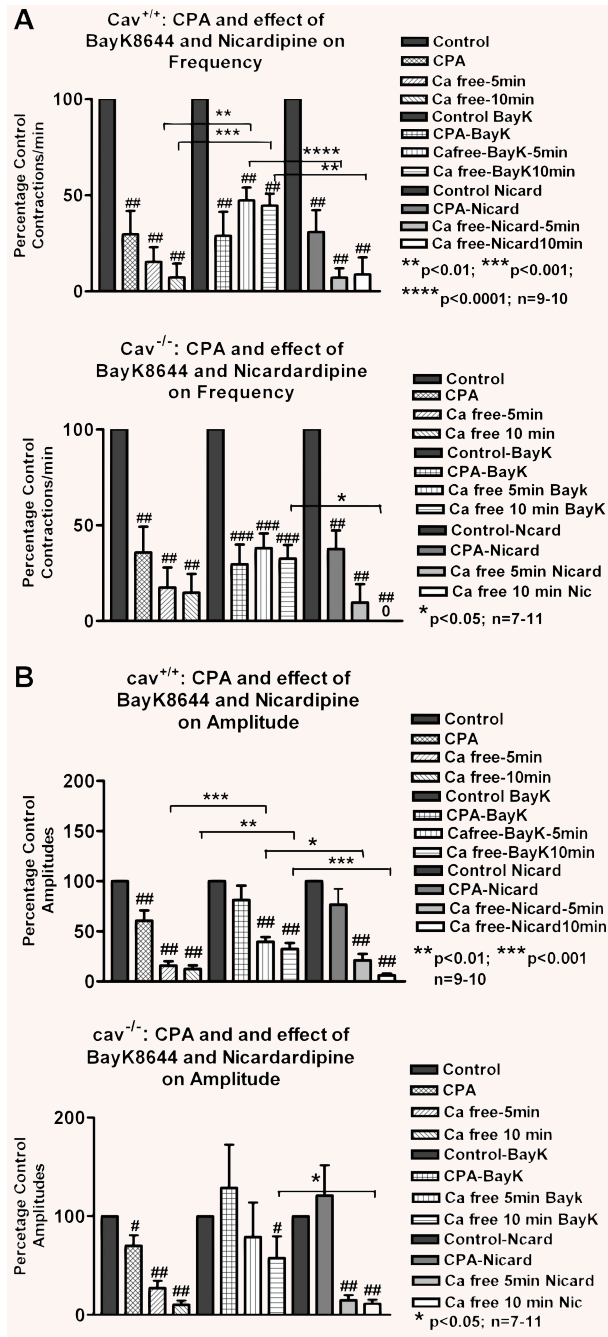 A
Cav+/+: CPA and effect of
BayK8644 and Nicardipine on
Frequency
Percentage Control
Contractions/min
100
50
0
##
##
##
##
##
##
##
##
##
**
***
****
**
Control
CPA
Ca free-5min
Ca free-10min
Control BayK
CPA-BayK
Cafree-BayK-5min
Ca free-BayK10min
Control Nicard
CPA-Nicard
Ca free-Nicard-5min
Ca free-Nicard10min
**p<0.01; ***p<0.001;
****p<0.0001; n=9-10
Cav-/-: CPA and effect of
BayK8644 and Nicardardipine
on Frequency
Percentage Control
Contractions/min
100
50
0
##
##
##
###
###
###
##
##
##
0
*
Control
CPA
Ca free-5min
Ca free 10 min
Control-BayK
CPA-BayK
Ca free 5min Bayk
Ca free 10 min BayK
Control-Ncard
CPA-Nicard
Ca free 5min Nicard
Ca free 10 min Nic
*p<0.05; n=7-11
B
cav+/+: CPA and effect of
BayK8644 and Nicardipine
on Amplitude
Percentage Control
Amplitudes
200
150
100
50
0
##
##
##
##
##
##
##
***
**
*
***
Control
CPA
Ca free-5min
Ca free-10min
Control BayK
CPA-BayK
Cafree-BayK-5min
Ca free-BayK10min
Control Nicard
CPA-Nicard
Ca free-Nicard-5min
Ca free-Nicard10min
**p<0.01; ***p<0.001
n=9-10
cav-/-: CPA and and effect of
BayK8644 and Nicardardipine
on Amplitude
Percetage Control
Amplitudes
200
100
0
#
##
##
#
##
##
*
Control
CPA
Ca free-5min
Ca free 10 min
Control-BayK
CPA-BayK
Ca free 5min Bayk
Ca free 10 min BayK
Control-Ncard
CPA-Nicard
Ca free 5min Nicard
Ca free 10 min Nic
* p<0.05; n=7-11